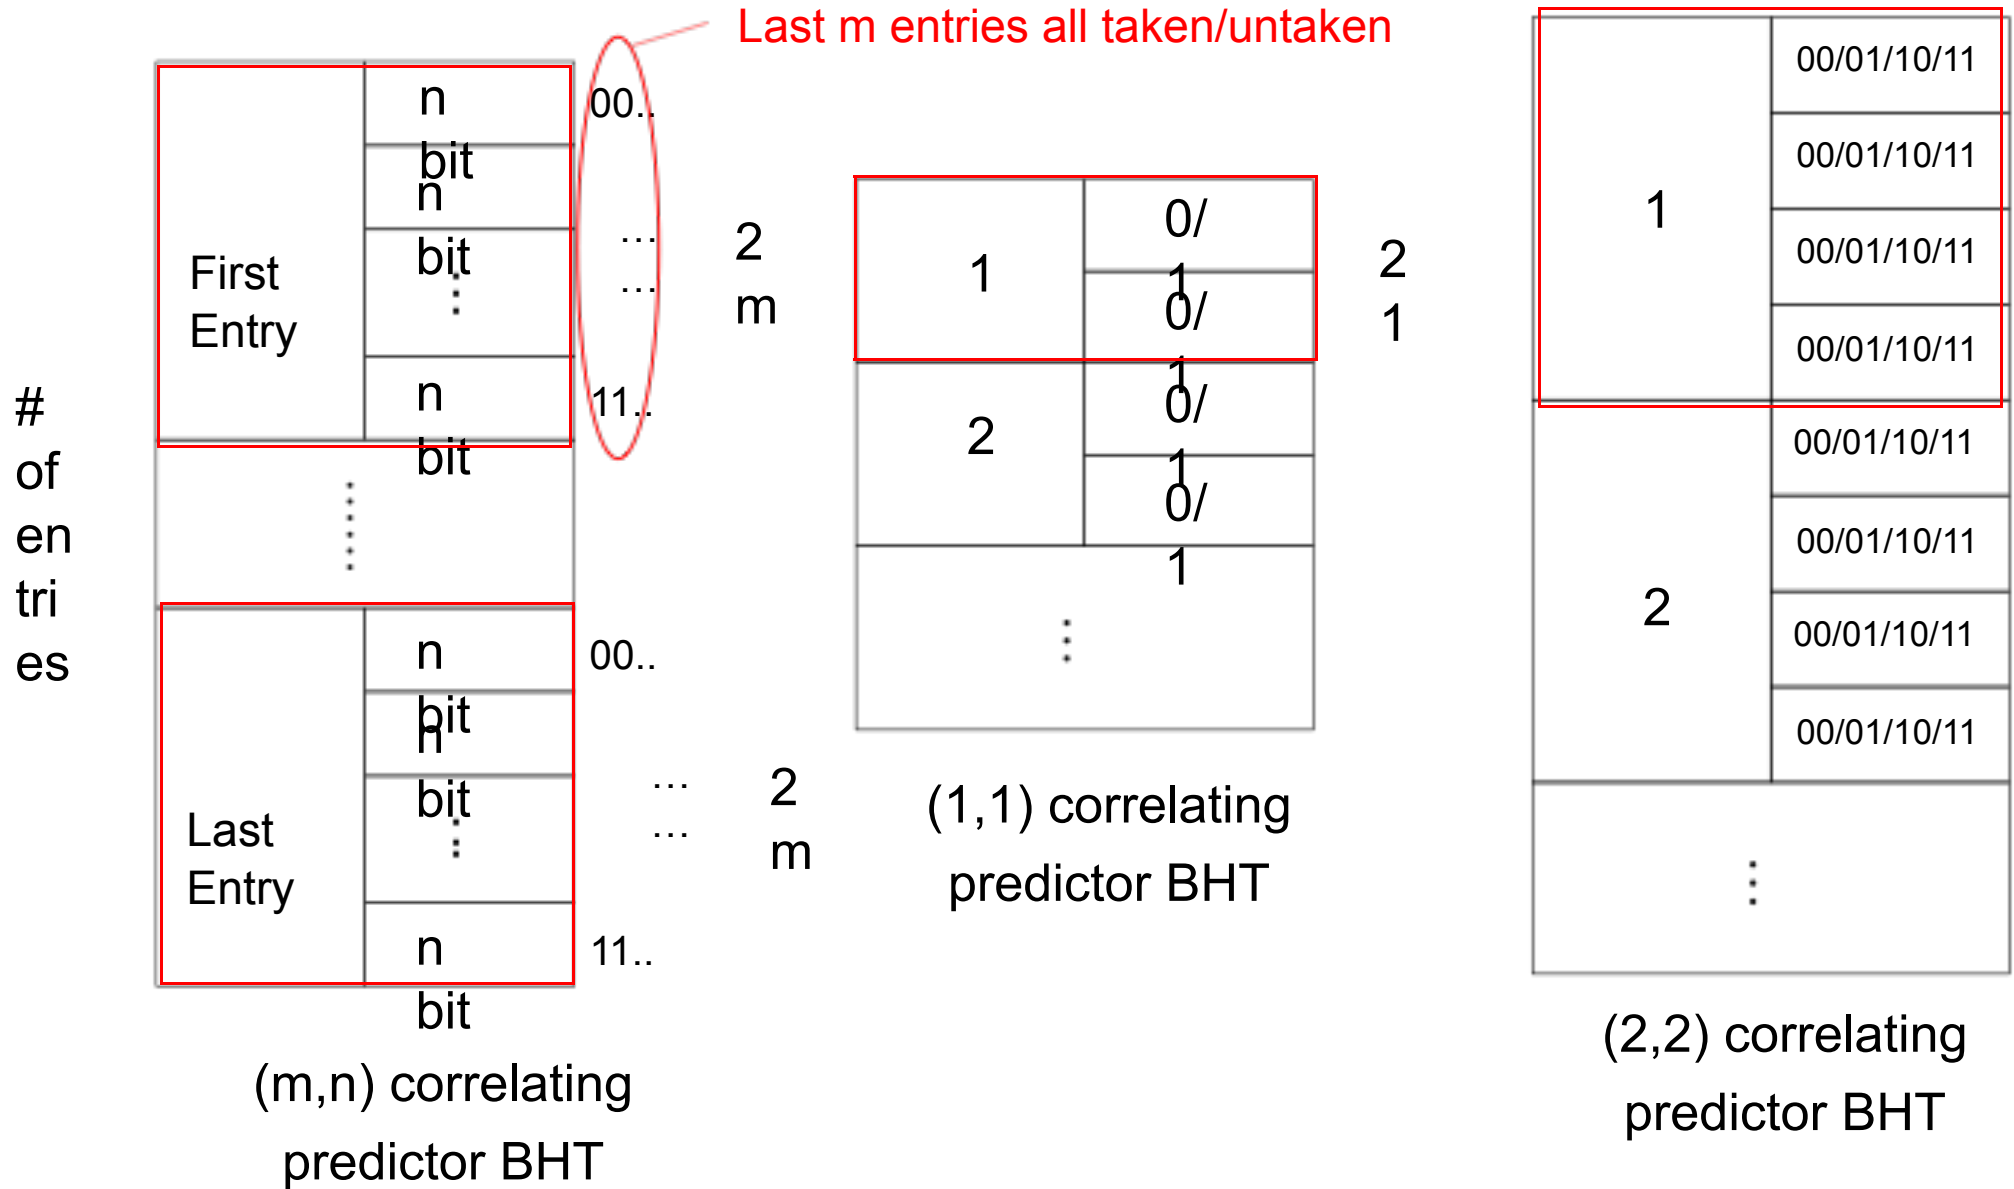 Last m entries all taken/untaken
#
of
en
tri
es
First
Entry
n
bit
n
bit
⋮
n
bit
00..
...
...
11..
2
m
⋮
Last
Entry
n
bit
n
bit
⋮
n
bit
00..
...
...
11..
2
m
(m,n) correlating
predictor BHT
1
0/
1
0/
1
2
1
2
0/
1
0/
1
⋮
(1,1) correlating
predictor BHT
1
00/01/10/11
00/01/10/11
00/01/10/11
00/01/10/11
2
00/01/10/11
00/01/10/11
00/01/10/11
00/01/10/11
⋮
(2,2) correlating
predictor BHT